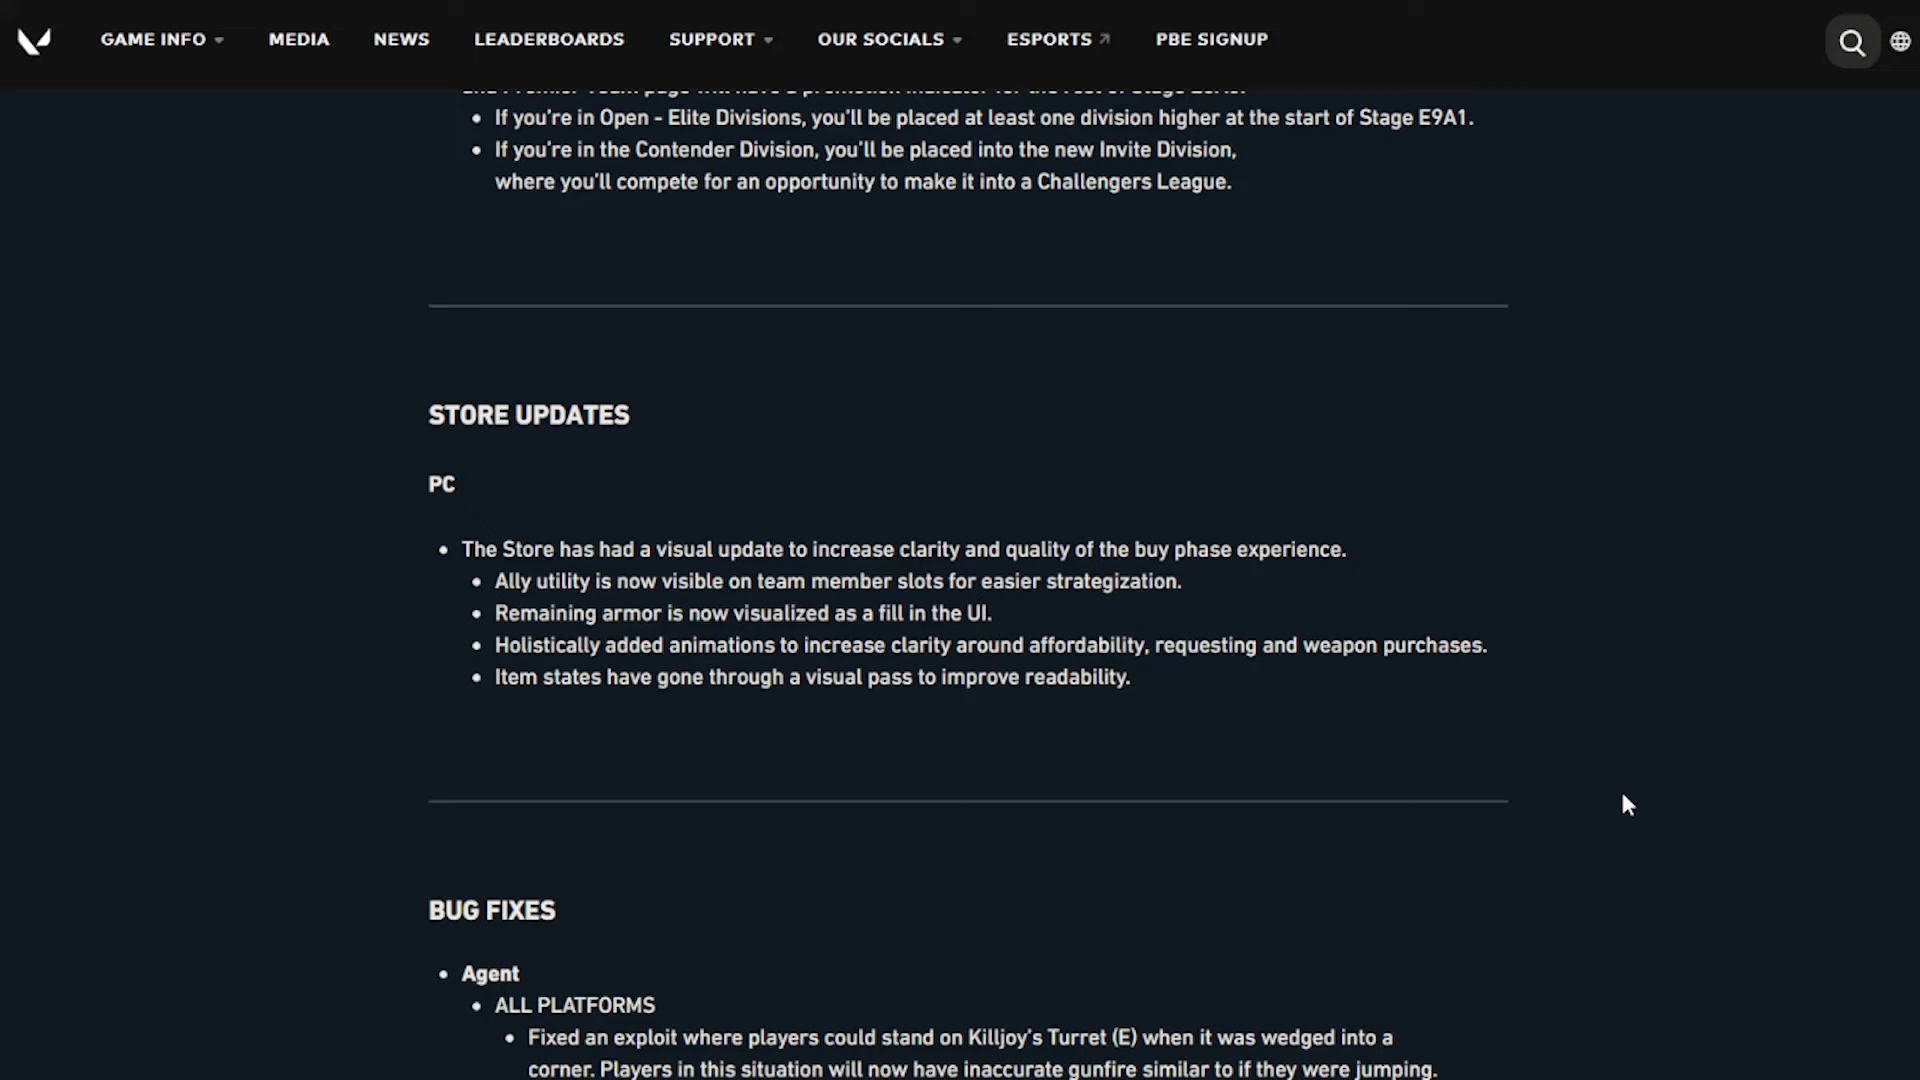 GAME INFO MEDIA NEWS LEADERBOARDS SUPPORT OUR SOCIALS ESPORTS PBE SIGNUP
• If you're in Open - Elite Divisions, you'll be placed at least one division higher at the start of Stage E9A1.
• If you're in the Contender Division, you'll be placed into the new Invite Division,
where you'll compete for an opportunity to make it into a Challengers League.
STORE UPDATES
PC
• The Store has had a visual update to increase clarity and quality of the buy phase experience.
• Ally utility is now visible on team member slots for easier strategization.
• Remaining armor is now visualized as a fill in the UI.
• Holistically added animations to increase clarity around affordability, requesting and weapon purchases.
• Item states have gone through a visual pass to improve readability.
BUG FIXES
• Agent
• ALL PLATFORMS
• Fixed an exploit where players could stand on Killjoy's Turret (E) when it was wedged into a
corner. Players in this situation will now have inaccurate gunfire similar to if they were jumping.